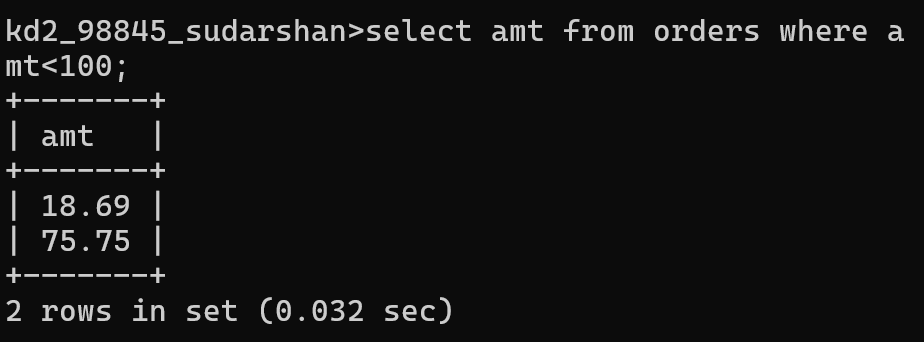 kd2_98845_sudarshan>select amt from orders where a
mt<100;
+-------+
| amt   |
+-------+
| 18.69 |
| 75.75 |
+-------+
2 rows in set (0.032 sec)